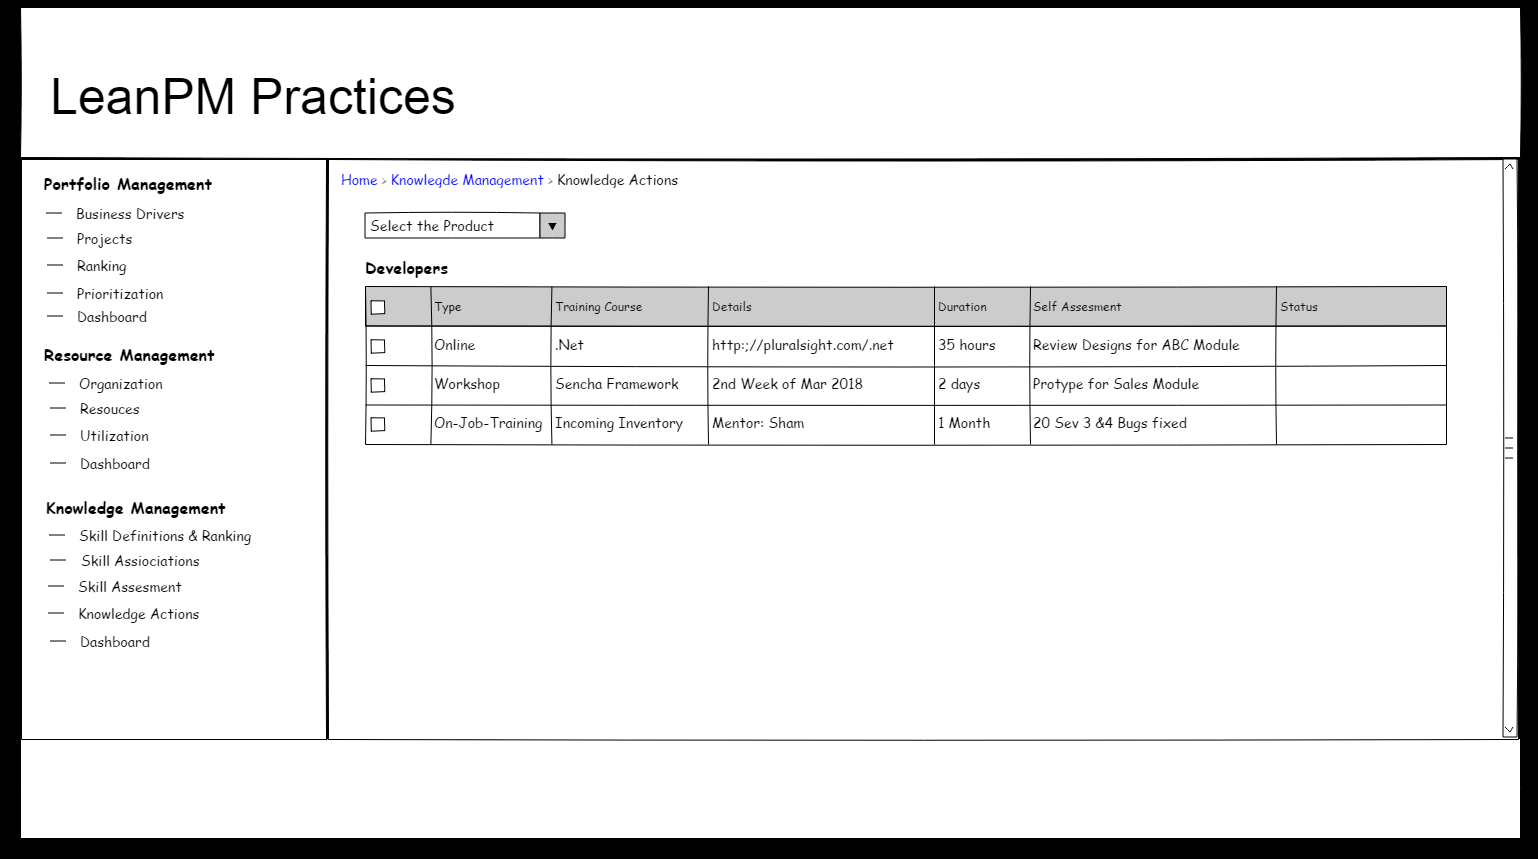 LeanPM Practices
Portfolio Management
Business Drivers
Projects
Ranking
Prioritization
Dashboard
Resource Management
Organization
Resouces
Utilization
Dashboard
Knowledge Management
Skill Definitions & Ranking
Skill Assiociations
Skill Assesment
Knowledge Actions
Dashboard
Home > Knowlegde Management > Knowledge Actions
Select the Product
Developers
Type Training Course Details Duration Self Assesment Status
Online .Net http:;//pluralsight.com/.net 35 hours Review Designs for ABC Module
Workshop Sencha Framework 2nd Week of Mar 2018 2 days Protype for Sales Module
On-Job-Training Incoming Inventory Mentor: Sham 1 Month 20 Sev 3 &4 Bugs fixed